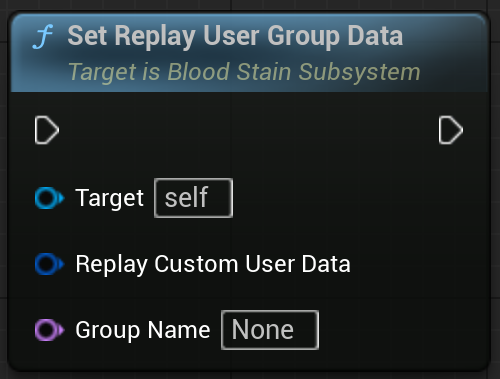 f Set Replay User Group Data
Target is Blood Stain Subsystem
Target self
Replay Custom User Data
Group Name None